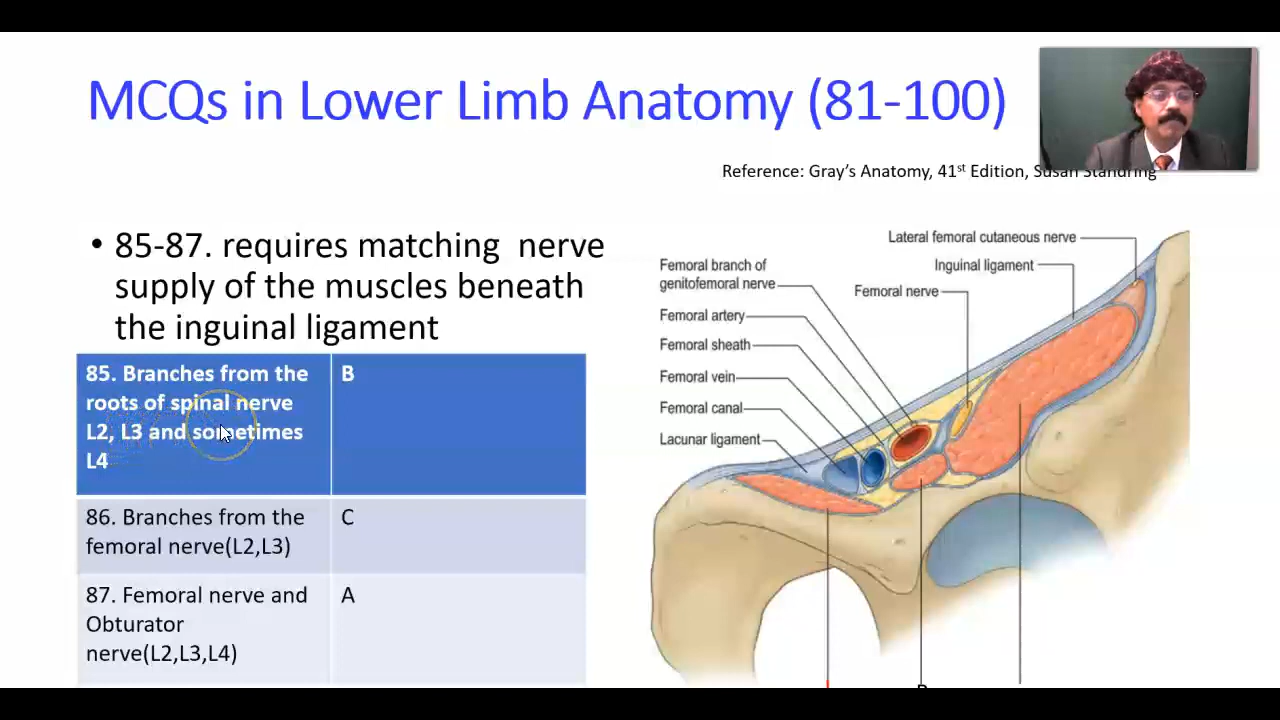 MCQs in Lower Limb Anatomy (81-100)
Reference: Gray's Anatomy, 41st Edition, Susan Standring
• 85-87. requires matching nerve
supply of the muscles beneath
the inguinal ligament
85. Branches from the
roots of spinal nerve
L2, L3 and sometimes
L4
B
86. Branches from the
femoral nerve(L2,L3)
C
87. Femoral nerve and
Obturator
nerve(L2,L3,L4)
A
Lateral femoral cutaneous nerve
Inguinal ligament
Femoral nerve
Femoral branch of
genitofemoral nerve
Femoral artery
Femoral sheath
Femoral vein
Femoral canal
Lacunar ligament